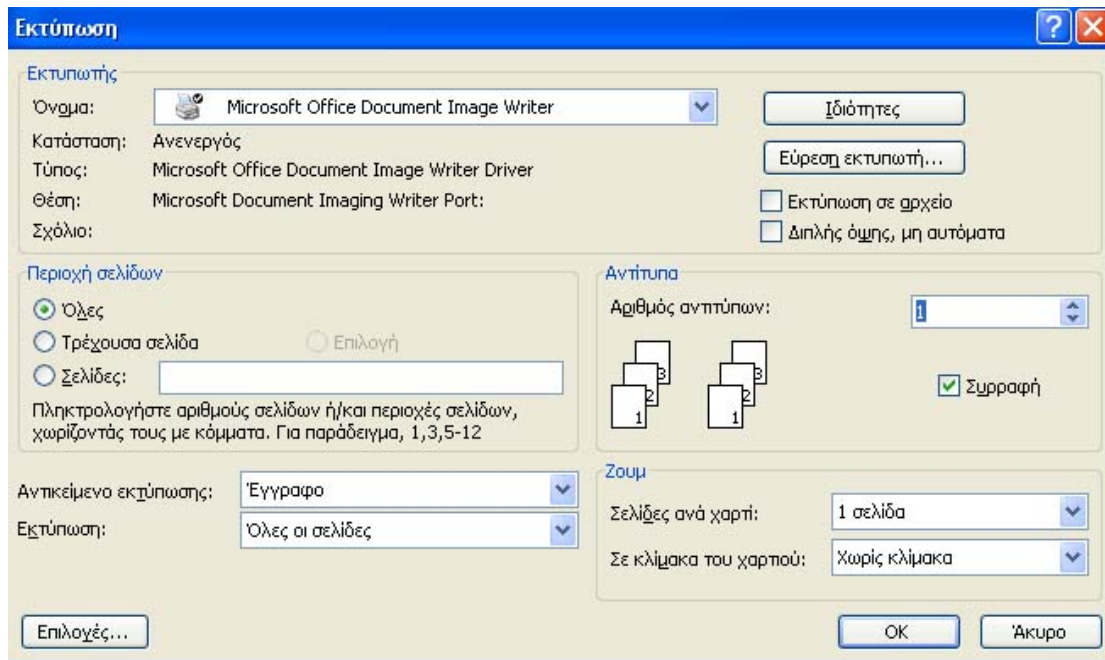 Εκτύπωση
Εκτυπωτής
Όνομα: Microsoft Office Document Image Writer Ιδιότητες
Κατάσταση: Ανενεργός
Τύπος: Microsoft Office Document Image Writer Driver Εύρεση εκτυπωτή...
Θέση: Microsoft Document Imaging Writer Port: Εκτύπωση σε αρχείο
Σχόλιο: Διπλής όψης, μη αυτόματα
Περιοχή σελίδων
Όλες
Τρέχουσα σελίδα Επιλογή
Σελίδες:
Πληκτρολογήστε αριθμούς σελίδων ή/και περιοχές σελίδων,
χωρίζοντάς τους με κόμματα. Για παράδειγμα, 1,3,5-12
Αντίτυπα
Αριθμός αντιτύπων: 1
3 3
2 2
1 1
Συρραφή
Αντικείμενο εκτύπωσης: Έγγραφο
Εκτύπωση: Όλες οι σελίδες
Ζουμ
Σελίδες ανά χαρτί: 1 σελίδα
Σε κλίμακα του χαρτιού: Χωρίς κλίμακα
Επιλογές... OK Άκυρο